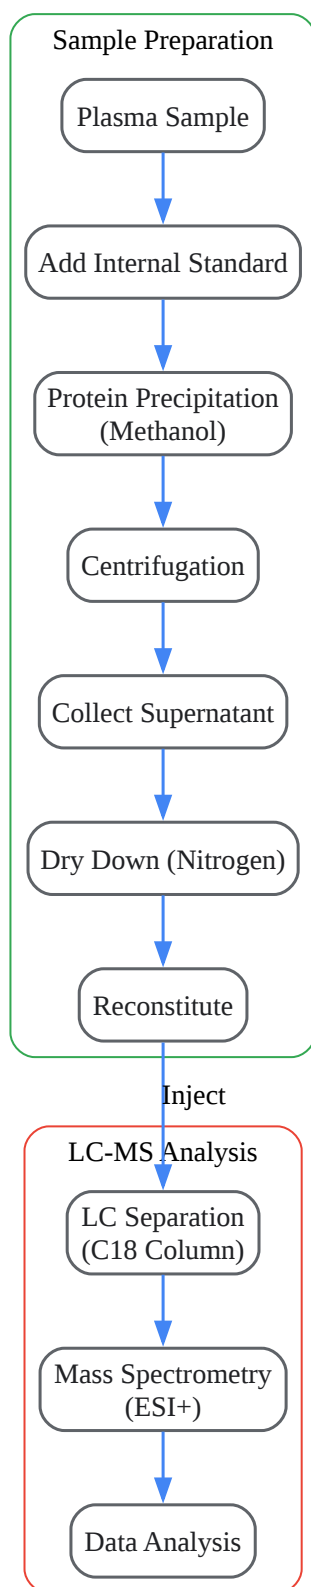 Sample Preparation
Plasma Sample
Add Internal Standard
Protein Precipitation
(Methanol)
Centrifugation
Collect Supernatant
Dry Down (Nitrogen)
Reconstitute
Inject
LC-MS Analysis
LC Separation
(C18 Column)
Mass Spectrometry
(ESI+)
Data Analysis